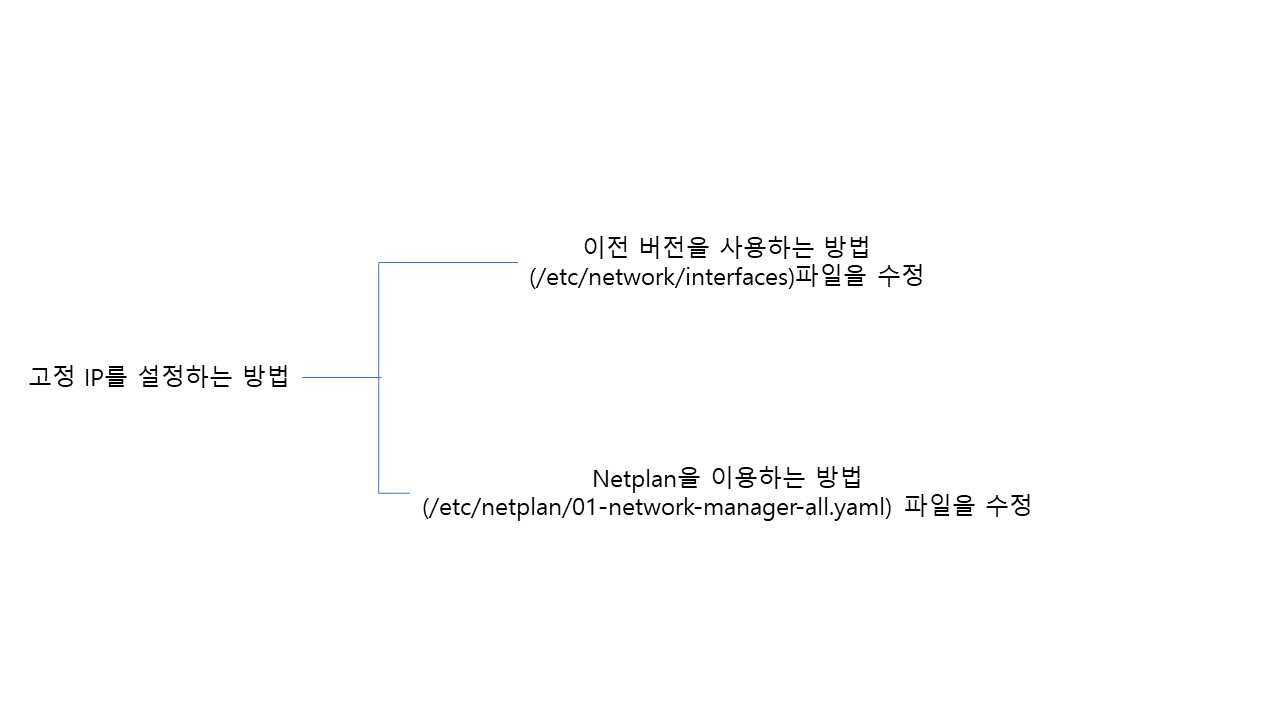 이전 버전을 사용하는 방법
(/etc/network/interfaces)파일을 수정
고정 IP를 설정하는 방법
Netplan을 이용하는 방법
(/etc/netplan/01-network-manager-all.yaml) 파일을 수정